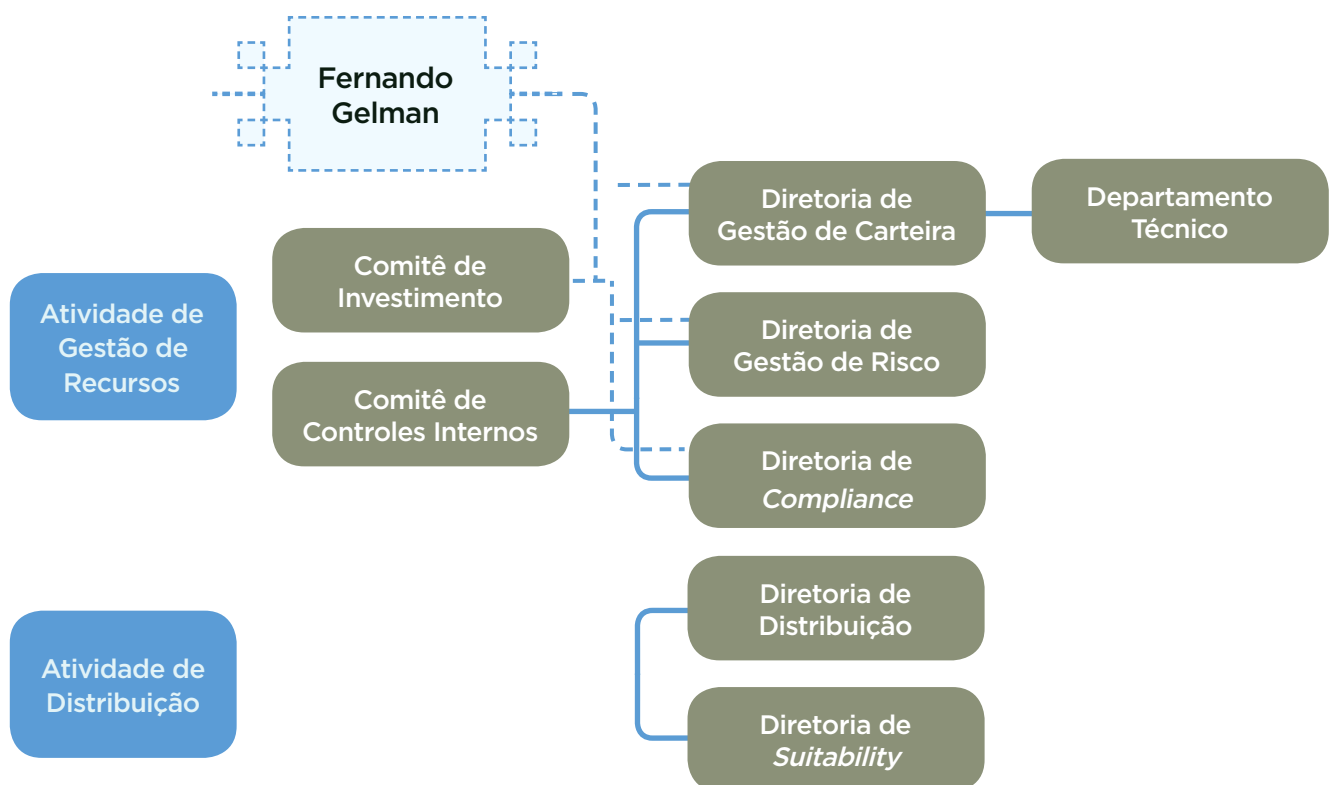 Fernando
Gelman
Diretoria de
Gestão de Carteira
Departamento
Técnico
Comitê de
Investimento
Atividade de
Gestão de
Recursos
Diretoria de
Gestão de Risco
Comitê de
Controles Internos
Diretoria de
Compliance
Diretoria de
Distribuição
Atividade de
Distribuição
Diretoria de
Suitability